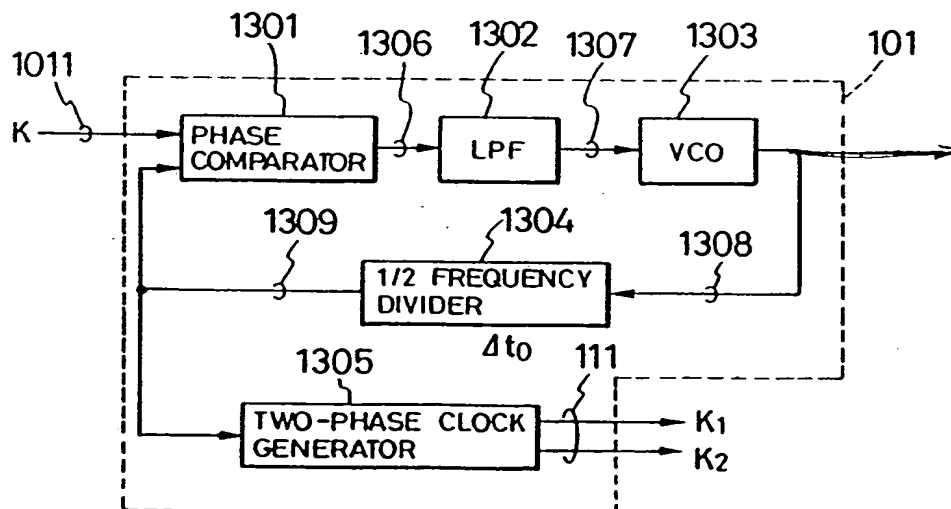 1301
1306
1302
1307
1303
101
1011
K
PHASE
COMPARATOR
LPF
VCO
1309
1304
1308
1/2 FREQUENCY
DIVIDER
Δt0
1305
111
TWO-PHASE CLOCK
GENERATOR
K1
K2